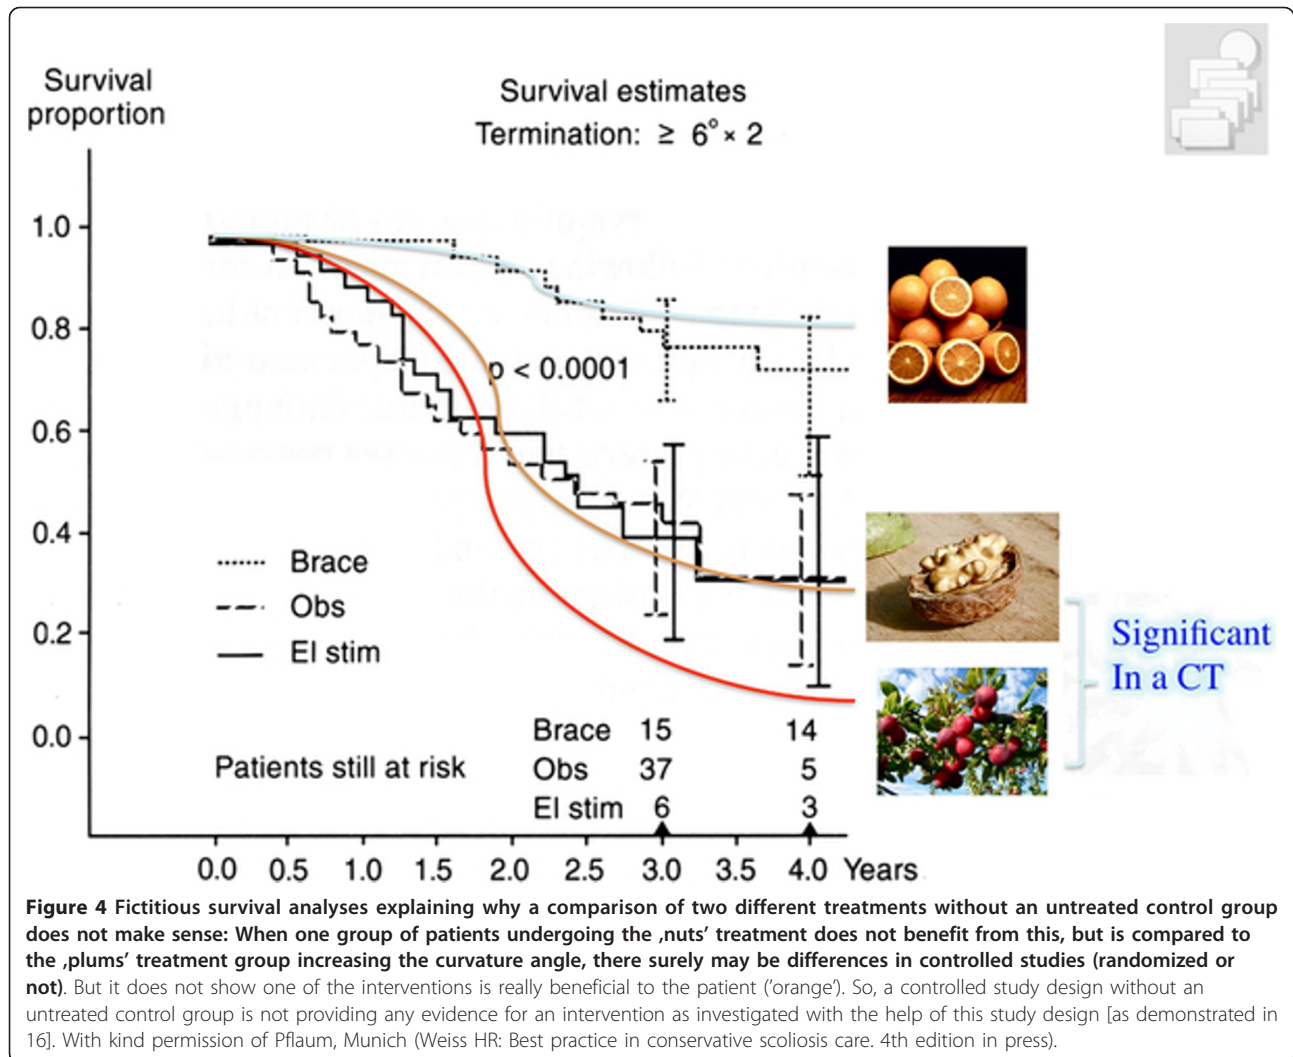 Survival
proportion
Survival estimates
Termination: ≥ 6° × 2
1.0
0.8
0.6
0.4
0.2
0.0
p < 0.0001
Brace
Obs
El stim
Significant
In a CT
Patients still at risk
Brace 15 14
Obs 37 5
El stim 6 3
0.0 0.5 1.0 1.5 2.0 2.5 3.0 3.5 4.0 Years
Figure 4 Fictitious survival analyses explaining why a comparison of two different treatments without an untreated control group
does not make sense: When one group of patients undergoing the ‚nuts’ treatment does not benefit from this, but is compared to
the ‚plums’ treatment group increasing the curvature angle, there surely may be differences in controlled studies (randomized or
not). But it does not show one of the interventions is really beneficial to the patient (’orange’). So, a controlled study design without an
untreated control group is not providing any evidence for an intervention as investigated with the help of this study design [as demonstrated in
16]. With kind permission of Pflaum, Munich (Weiss HR: Best practice in conservative scoliosis care. 4th edition in press).